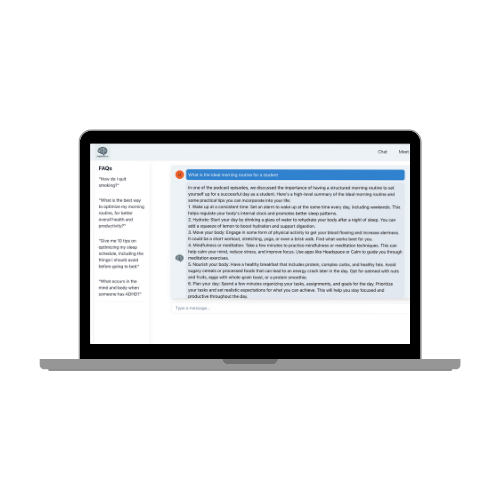 Chat
Meet
FAQs
"How do I quit
smoking?"
"What is the best way
to optimize my morning
routine, for better
overall health and
productivity?"
"Give me 10 tips on
optimizing my sleep
schedule, including the
things I should avoid
before going to bed."
"What occurs in the
mind and body when
someone has ADHD?"
What is the ideal morning routine for a student
In one of the podcast episodes, we discussed the importance of having a structured morning routine to set
yourself up for a successful day as a student. Here's a high-level summary of the ideal morning routine and
some practical tips you can incorporate into your life:
1. Wake up at a consistent time: Set an alarm to wake up at the same time every day, including weekends. This
helps regulate your body's internal clock and promotes better sleep patterns.
2. Hydrate: Start your day by drinking a glass of water to rehydrate your body after a night of sleep. You can
add a squeeze of lemon to boost hydration and support digestion.
3. Move your body: Engage in some form of physical activity to get your blood flowing and increase alertness.
It could be a short workout, stretching, yoga, or even a brisk walk. Find what works best for you.
4. Mindfulness or meditation: Take a few minutes to practice mindfulness or meditation techniques. This can
help calm your mind, reduce stress, and improve focus. Use apps like Headspace or Calm to guide you through
meditation exercises.
5. Nourish your body: Have a healthy breakfast that includes protein, complex carbs, and healthy fats. Avoid
sugary cereals or processed foods that can lead to an energy crash later in the day. Opt for oatmeal with nuts
and fruits, eggs with whole grain toast, or a protein smoothie.
6. Plan your day: Spend a few minutes organizing your tasks, assignments, and goals for the day. Prioritize
your tasks and set realistic expectations for what you can achieve. This will help you stay focused and
productive throughout the day.
Type a message...